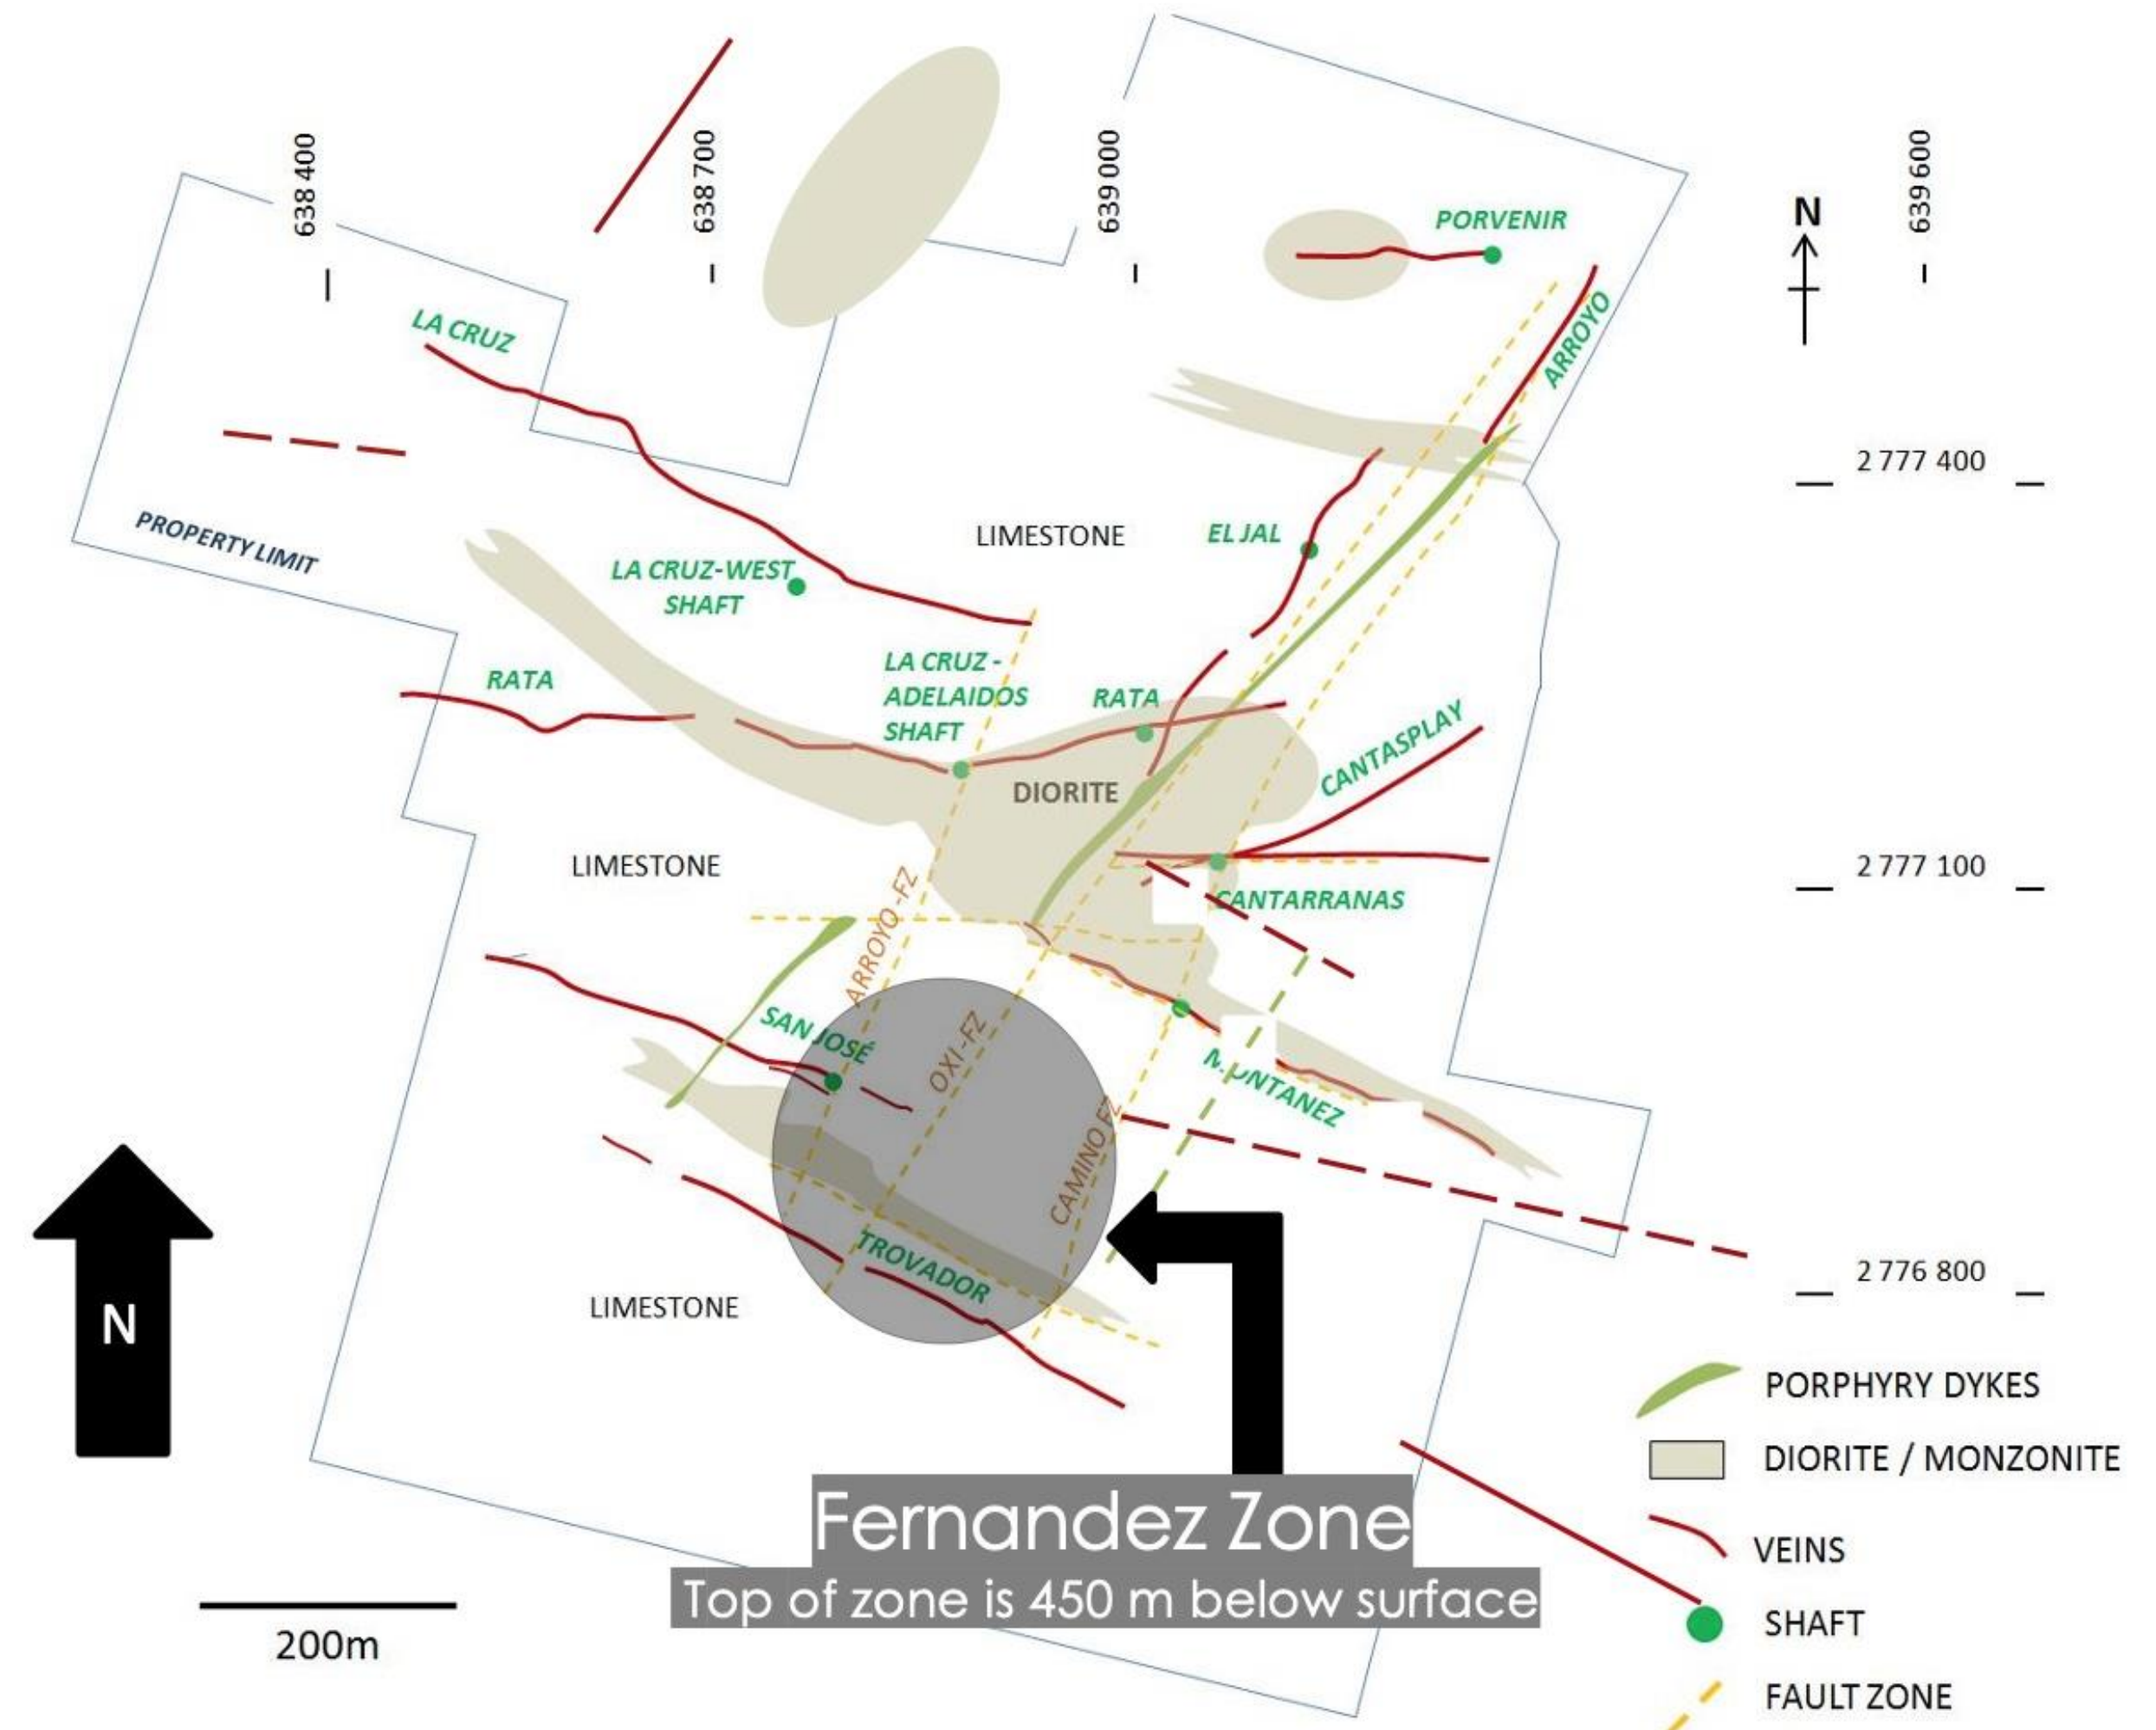 638 400
638 700
639 000
639 600
N
PORVENIR
ARROYO
LA CRUZ
2 777 400
PROPERTY LIMIT
LIMESTONE
EL JAL
LA CRUZ-WEST
SHAFT
RATA
LA CRUZ -
ADELAIDOS
SHAFT
RATA
CANTASPLAY
DIORITE
LIMESTONE
2 777 100
CANTARRANAS
ARROYO -FZ
SAN JOSÉ
OXI -FZ
MONTANEZ
CAMINO FZ
TROVADOR
2 776 800
LIMESTONE
N
PORPHYRY DYKES
DIORITE / MONZONITE
VEINS
SHAFT
FAULT ZONE
Fernandez Zone
Top of zone is 450 m below surface
200m